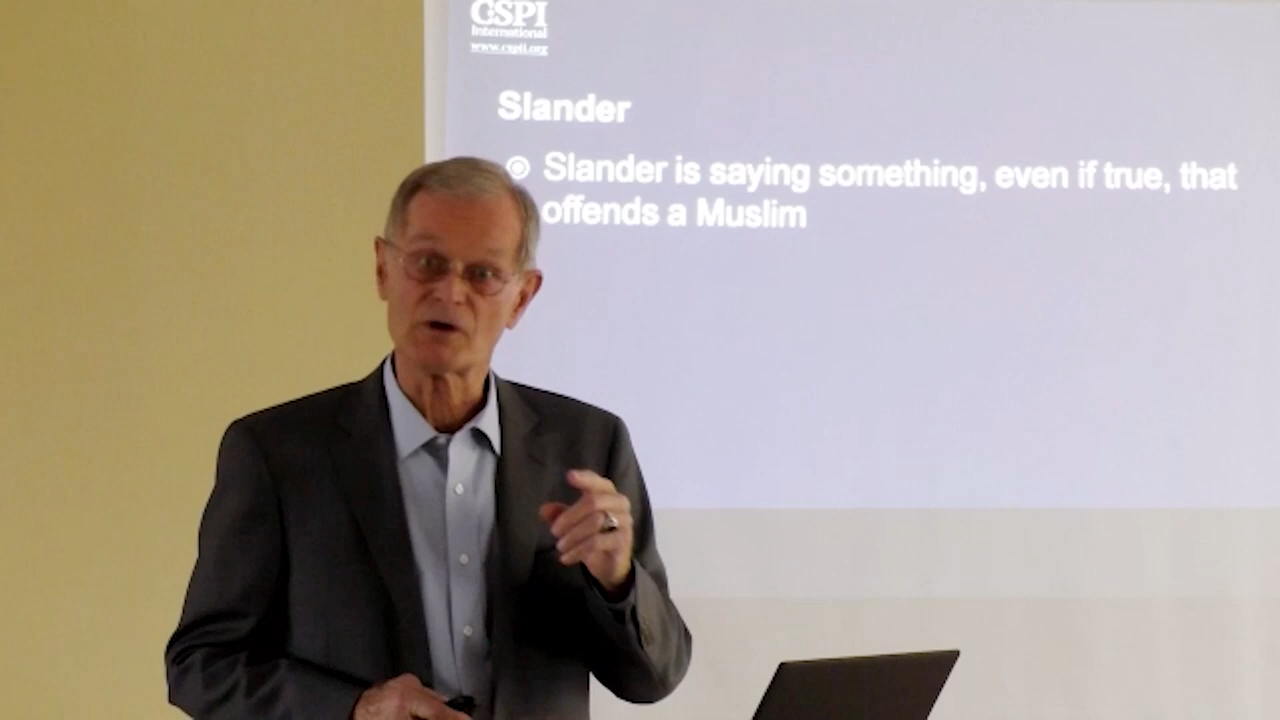 CSPI
International
www.cspii.org
Slander
Slander is saying something, even if true, that
offends a Muslim